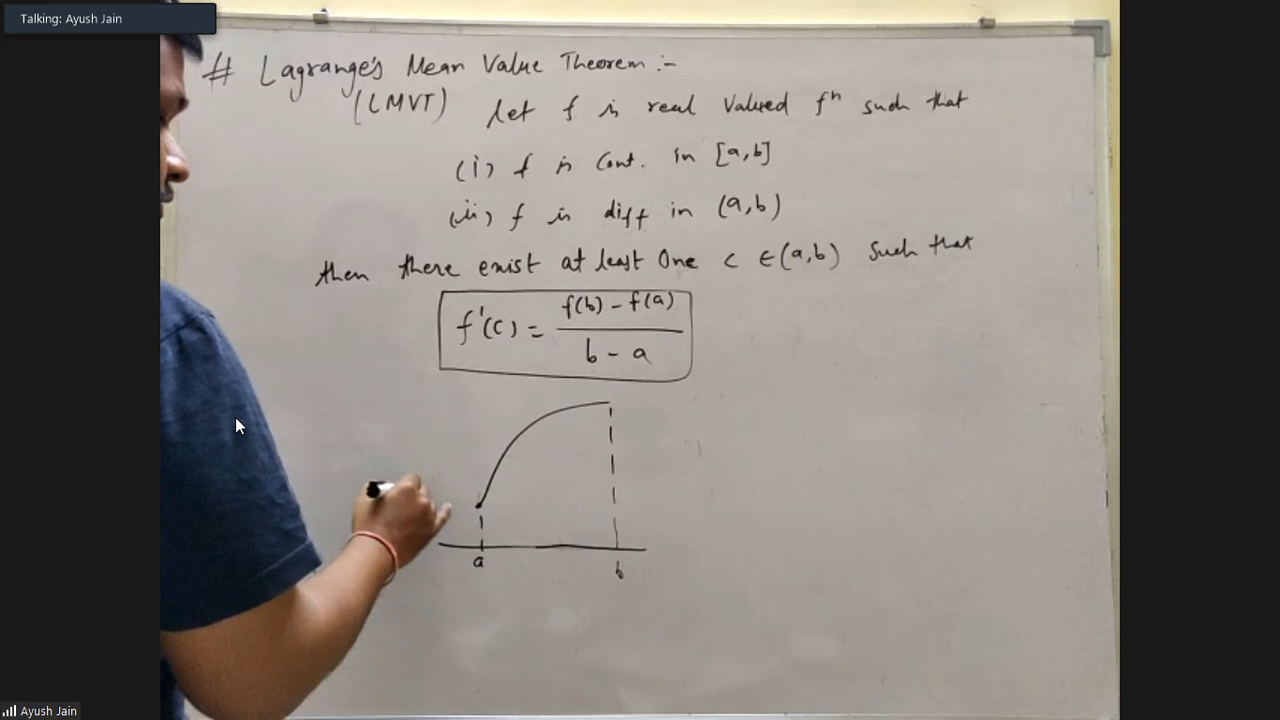 Talking: Ayush Jain
# Lagrange's Mean Value Theorem :-
(LMVT) Let f is real valued fⁿ such that
(i) f is Cont. in [a,b]
(ii) f is diff in (a,b)
then there exist at least One c ∈(a,b) Such that
f'(c) = f(b) - f(a) / b - a
a b
Ayush Jain